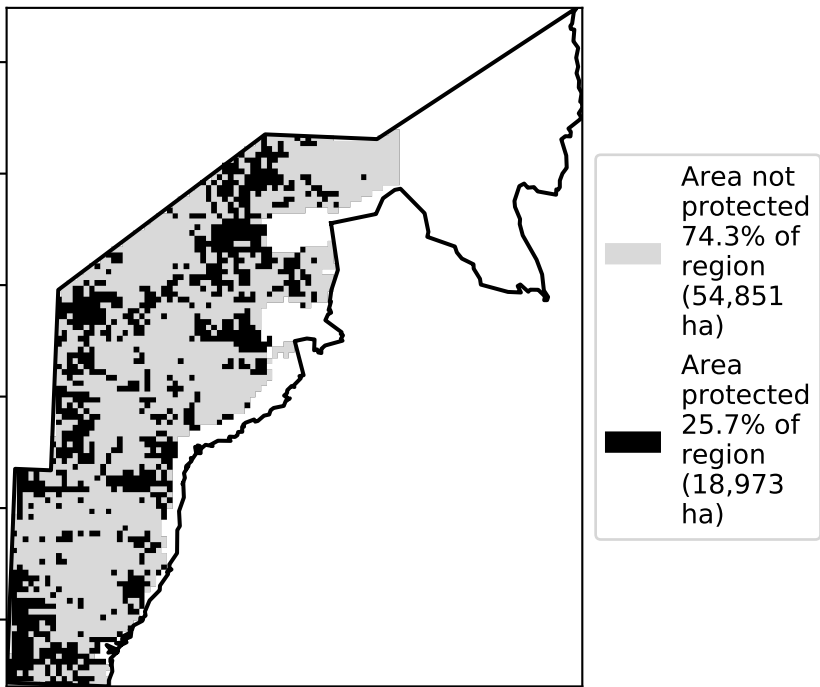 Area not
protected
74.3% of
region
(54,851
ha)
Area
protected
25.7% of
region
(18,973
ha)